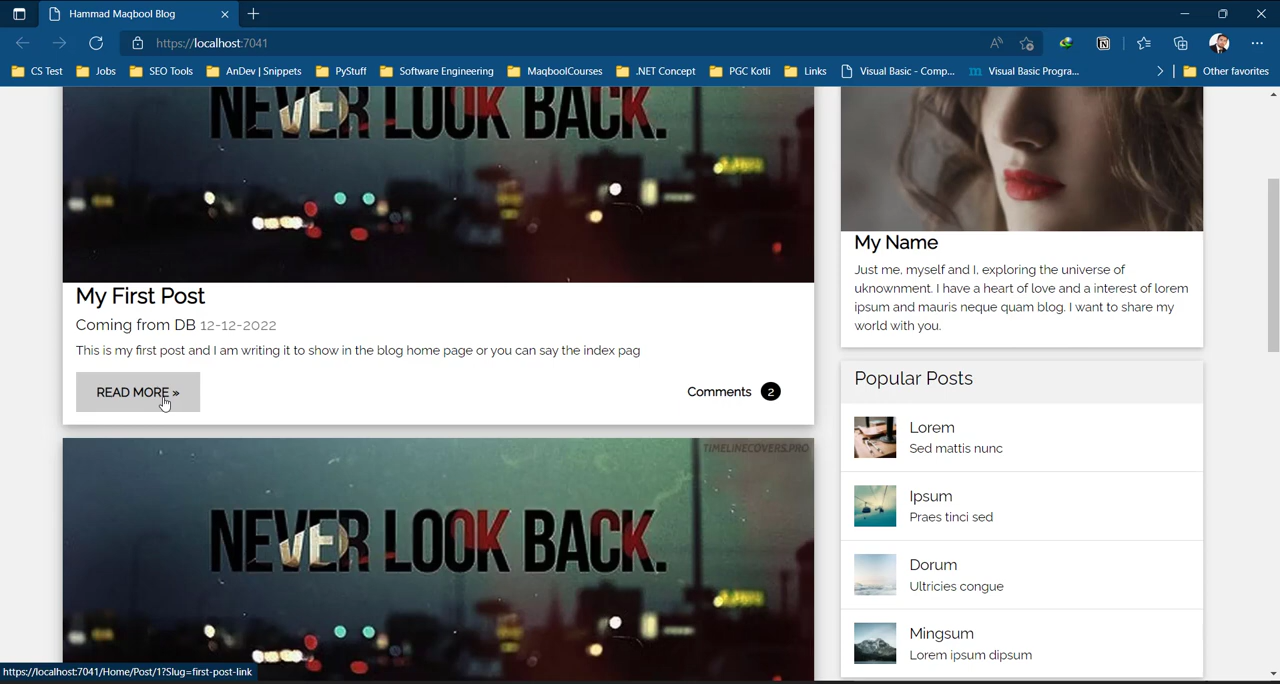 Hammad Maqbool Blog
https://localhost:7041
CS Test
Jobs
SEO Tools
AnDev | Snippets
PyStuff
Software Engineering
MaqboolCourses
.NET Concept
PGC Kotli
Links
Visual Basic - Comp...
Visual Basic Progra...
Other favorites
NEVER LOOK BACK.
My First Post
Coming from DB 12-12-2022
This is my first post and I am writing it to show in the blog home page or you can say the index pag
READ MORE »
Comments 2
TIMELINECOVERS.PRO
NEVER LOOK BACK.
My Name
Just me, myself and I, exploring the universe of
uknownment. I have a heart of love and a interest of lorem
ipsum and mauris neque quam blog. I want to share my
world with you.
Popular Posts
Lorem
Sed mattis nunc
Ipsum
Praes tinci sed
Dorum
Ultricies congue
Mingsum
Lorem ipsum dipsum
https://localhost:7041/Home/Post/1?Slug=first-post-link